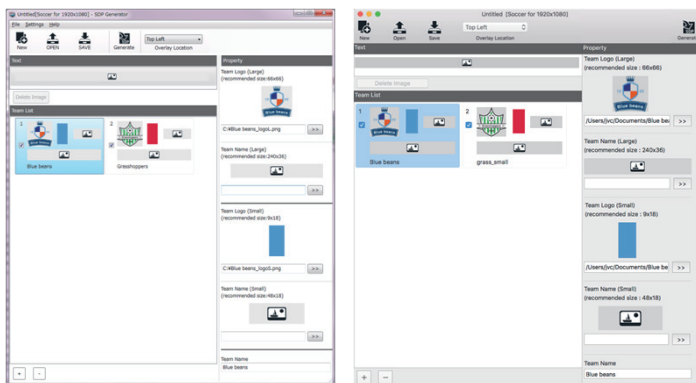 Untitled[Soccer for 1920x1080] - SDP Generator
File Settings Help
New
OPEN
SAVE
Generate
Top Left
Overlay Location
Text
Delete Image
Team List
1
Blue beans
2
Grasshoppers
+
-
Property
Team Logo (Large)
(recommended size:66x66)
Blue beans
C:¥Blue beans_logoL.png
>>
Team Name (Large)
(recommended size:240x36)
>>
Team Logo (Small)
(recommended size:9x18)
C:¥Blue beans_logoS.png
>>
Team Name (Small)
(recommended size:48x18)
>>
Team Name
Blue beans
Untitled [Soccer for 1920x1080]
New
Open
Save
Top Left
Overlay Location
Generat
Text
Delete Image
Team List
1
Blue beans
2
grass_small
+
−
Property
Team Logo (Large)
(recommended size : 66x66)
Blue beans
/Users/jvc/Documents/Blue bea
>>
Team Name (Large)
(recommended size : 240x36)
>>
Team Logo (Small)
(recommended size : 9x18)
/Users/jvc/Documents/Blue be
>>
Team Name (Small)
(recommended size : 48x18)
>>
Team Name
Blue beans